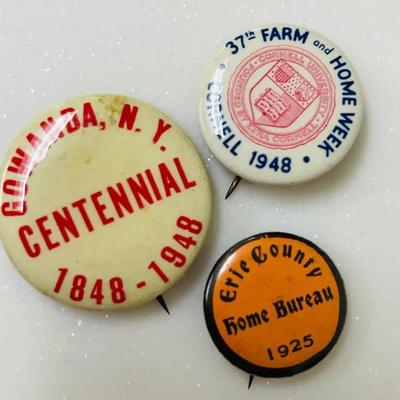 GOWANDA, N. Y.
CENTENNIAL
1848 - 1948
37th FARM and HOME WEEK
• CORNELL 1948 •
Erie County
Home Bureau
1925